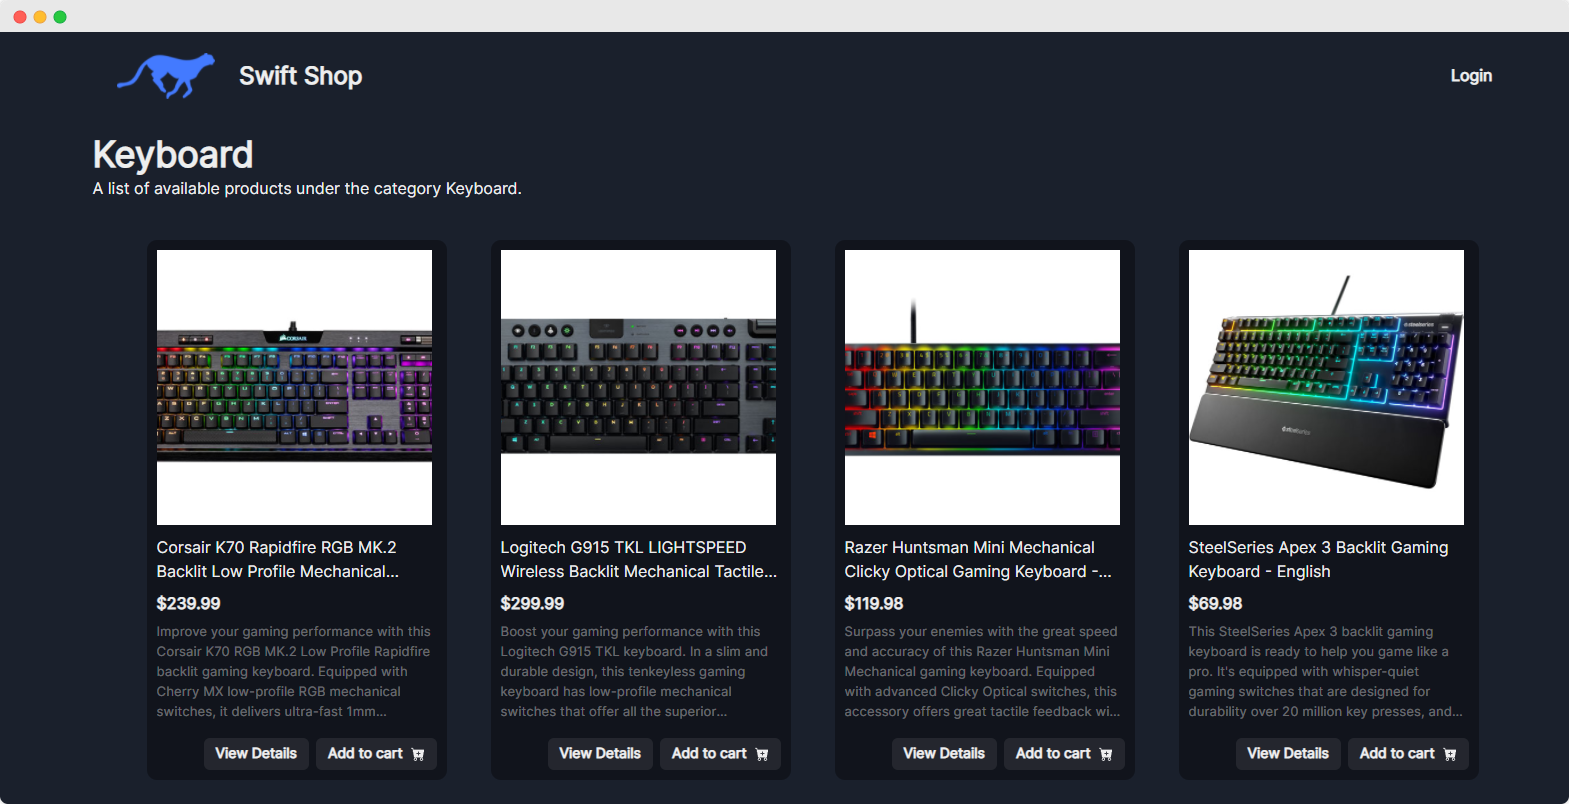 Swift Shop
Login
Keyboard
A list of available products under the category Keyboard.
CORSAIR
steelseries
steelseries
Corsair K70 Rapidfire RGB MK.2
Backlit Low Profile Mechanical...
$239.99
Improve your gaming performance with this
Corsair K70 RGB MK.2 Low Profile Rapidfire
backlit gaming keyboard. Equipped with
Cherry MX low-profile RGB mechanical
switches, it delivers ultra-fast 1mm...
View Details
Add to cart
Logitech G915 TKL LIGHTSPEED
Wireless Backlit Mechanical Tactile...
$299.99
Boost your gaming performance with this
Logitech G915 TKL keyboard. In a slim and
durable design, this tenkeyless gaming
keyboard has low-profile mechanical
switches that offer all the superior...
View Details
Add to cart
Razer Huntsman Mini Mechanical
Clicky Optical Gaming Keyboard -...
$119.98
Surpass your enemies with the great speed
and accuracy of this Razer Huntsman Mini
Mechanical gaming keyboard. Equipped
with advanced Clicky Optical switches, this
accessory offers great tactile feedback wi...
View Details
Add to cart
SteelSeries Apex 3 Backlit Gaming
Keyboard - English
$69.98
This SteelSeries Apex 3 backlit gaming
keyboard is ready to help you game like a
pro. It's equipped with whisper-quiet
gaming switches that are designed for
durability over 20 million key presses, and...
View Details
Add to cart